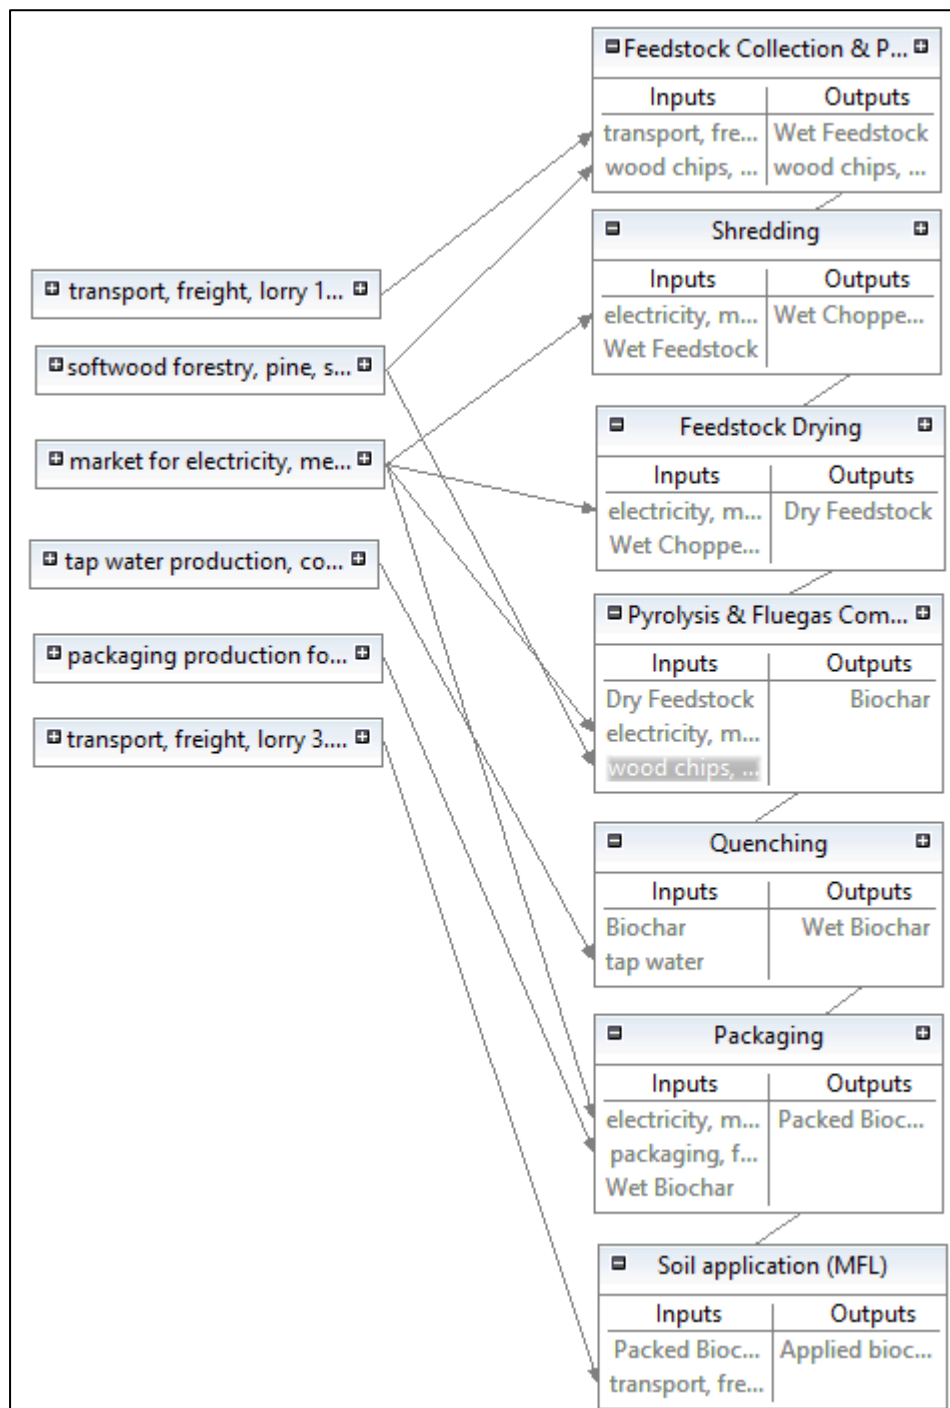 Feedstock Collection & P...
Inputs Outputs
transport, fre... Wet Feedstock
wood chips, ... wood chips, ...
Shredding
Inputs Outputs
electricity, m... Wet Choppe...
Wet Feedstock
transport, freight, lorry 1...
softwood forestry, pine, s...
market for electricity, me...
tap water production, co...
packaging production fo...
transport, freight, lorry 3....
Feedstock Drying
Inputs Outputs
electricity, m... Dry Feedstock
Wet Choppe...
Pyrolysis & Fluegas Com...
Inputs Outputs
Dry Feedstock Biochar
electricity, m...
wood chips, ...
Quenching
Inputs Outputs
Biochar Wet Biochar
tap water
Packaging
Inputs Outputs
electricity, m... Packed Bioc...
packaging, f...
Wet Biochar
Soil application (MFL)
Inputs Outputs
Packed Bioc... Applied bioc...
transport, fre...